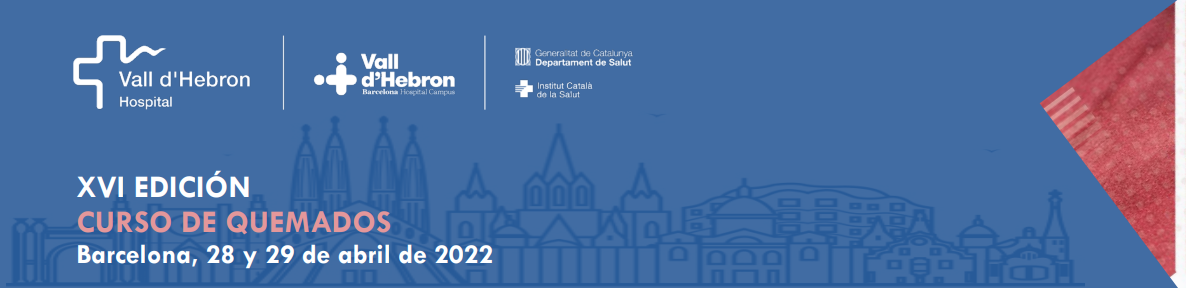 Vall d'Hebron
Hospital
Vall
d'Hebron
Barcelona Hospital Campus
Generalitat de Catalunya
Departament de Salut
Institut Català
de la Salut
XVI EDICIÓN
CURSO DE QUEMADOS
Barcelona, 28 y 29 de abril de 2022